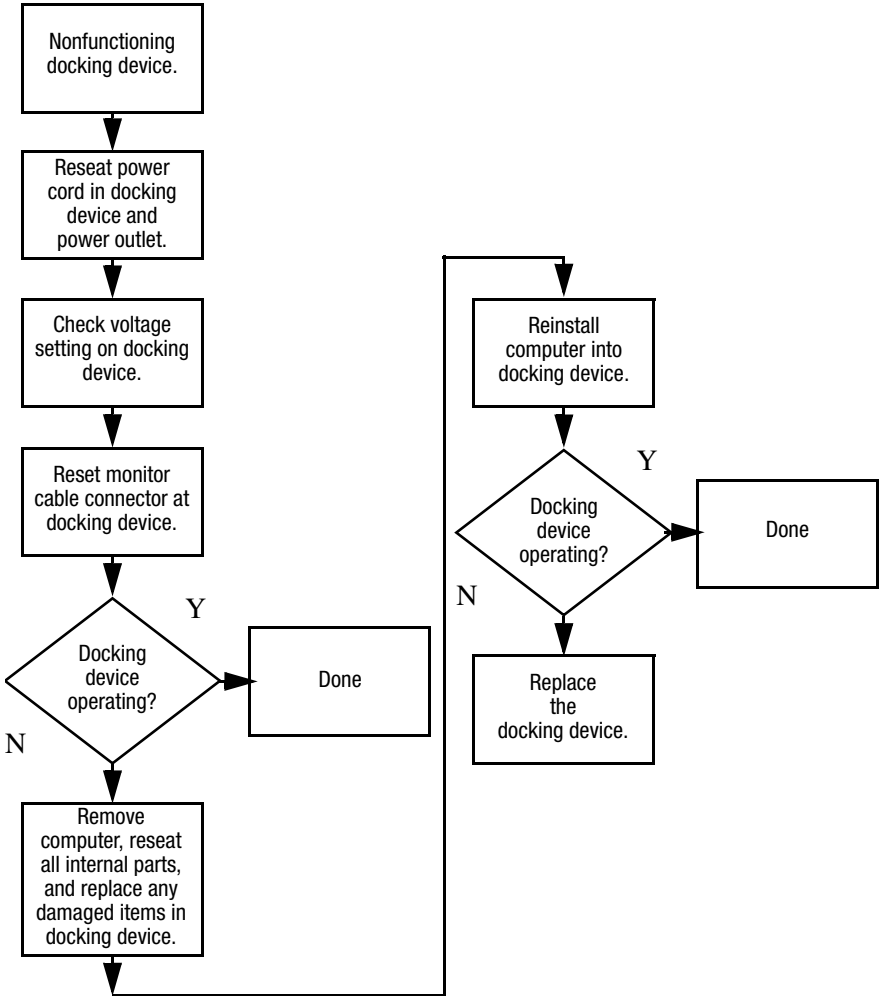 Nonfunctioning
docking device.
Reseat power
cord in docking
device and
power outlet.
Check voltage
setting on docking
device.
Reset monitor
cable connector at
docking device.
Docking
device
operating?
Y
Done
N
Remove
computer, reseat
all internal parts,
and replace any
damaged items in
docking device.
Reinstall
computer into
docking device.
Docking
device
operating?
Y
Done
N
Replace
the
docking device.